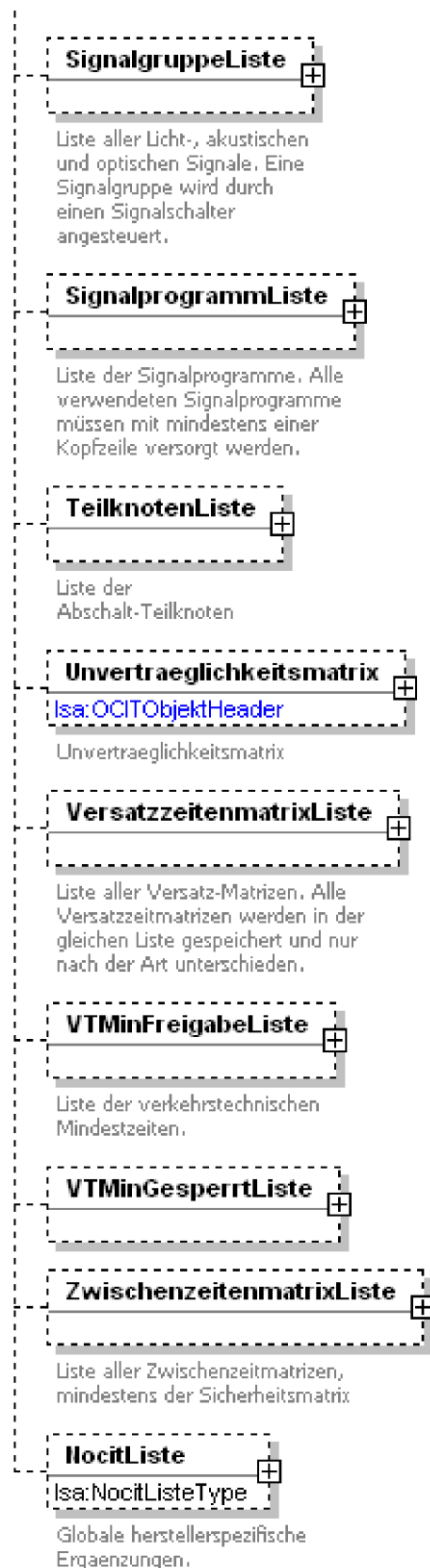 SignalgruppeListe
Liste aller Licht-, akustischen
und optischen Signale. Eine
Signalgruppe wird durch
einen Signalschalter
angesteuert.
SignalprogrammListe
Liste der Signalprogramme. Alle
verwendeten Signalprogramme
müssen mit mindestens einer
Kopfzeile versorgt werden.
TeilknotenListe
Liste der
Abschalt-Teilknoten
Unvertraeglichkeitsmatrix
lsa:OCITObjektHeader
Unvertraeglichkeitsmatrix
VersatzzeitenmatrixListe
Liste aller Versatz-Matrizen. Alle
Versatzzeitmatrizen werden in der
gleichen Liste gespeichert und nur
nach der Art unterschieden.
VTMinFreigabeListe
Liste der verkehrstechnischen
Mindestzeiten.
VTMinGesperrtListe
ZwischenzeitenmatrixListe
Liste aller Zwischenzeitmatrizen,
mindestens der Sicherheitsmatrix
NocitListe
lsa:NocitListeType
Globale herstellerspezifische
Ergaenzungen.